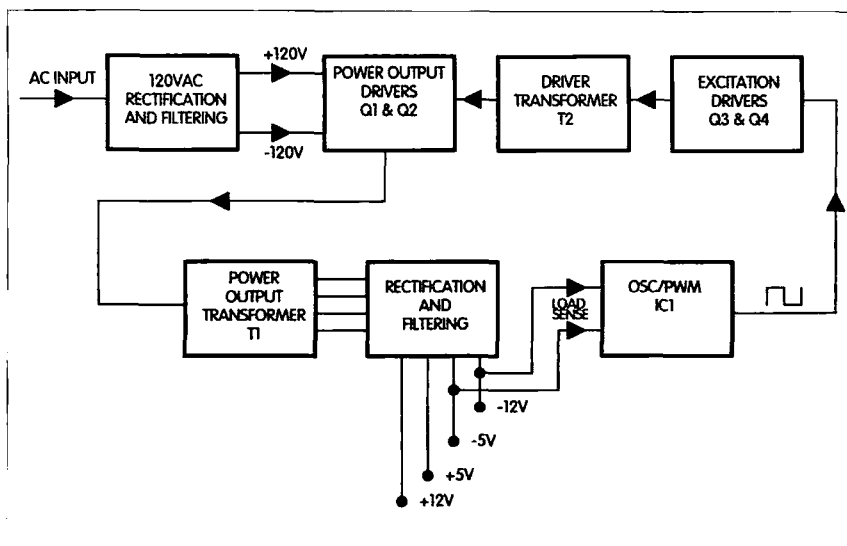 AC INPUT
120VAC
RECTIFICATION
AND FILTERING
+120V
-120V
POWER OUTPUT
DRIVERS
Q1 & Q2
DRIVER
TRANSFORMER
T2
EXCITATION
DRIVERS
Q3 & Q4
POWER
OUTPUT
TRANSFORMER
T1
RECTIFICATION
AND
FILTERING
LOAD
SENSE
OSC/PWM
IC1
-12V
-5V
+5V
+12V